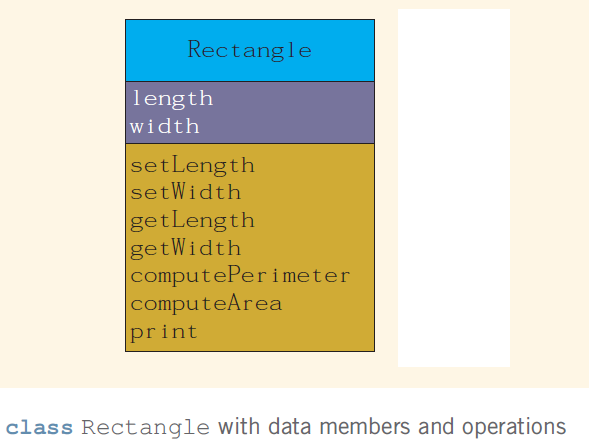 Rectangle
length
width
setLength
setWidth
getLength
getWidth
computePerimeter
computeArea
print
class Rectangle with data members and operations